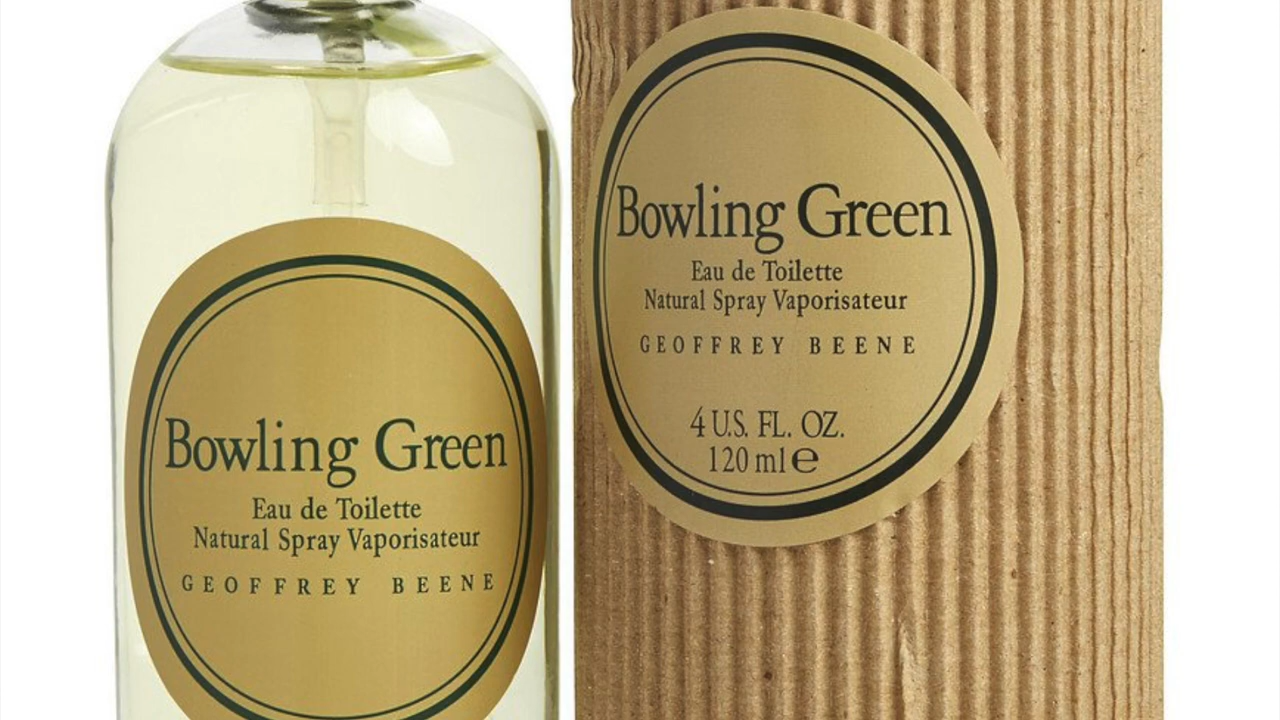 Bowling Green
Eau de Toilette
Natural Spray Vaporisateur
GEOFFREY BEENE
Bowling Green
Eau de Toilette
Natural Spray Vaporisateur
GEOFFREY BEENE
4 U.S. FL. OZ.
120 ml ℮